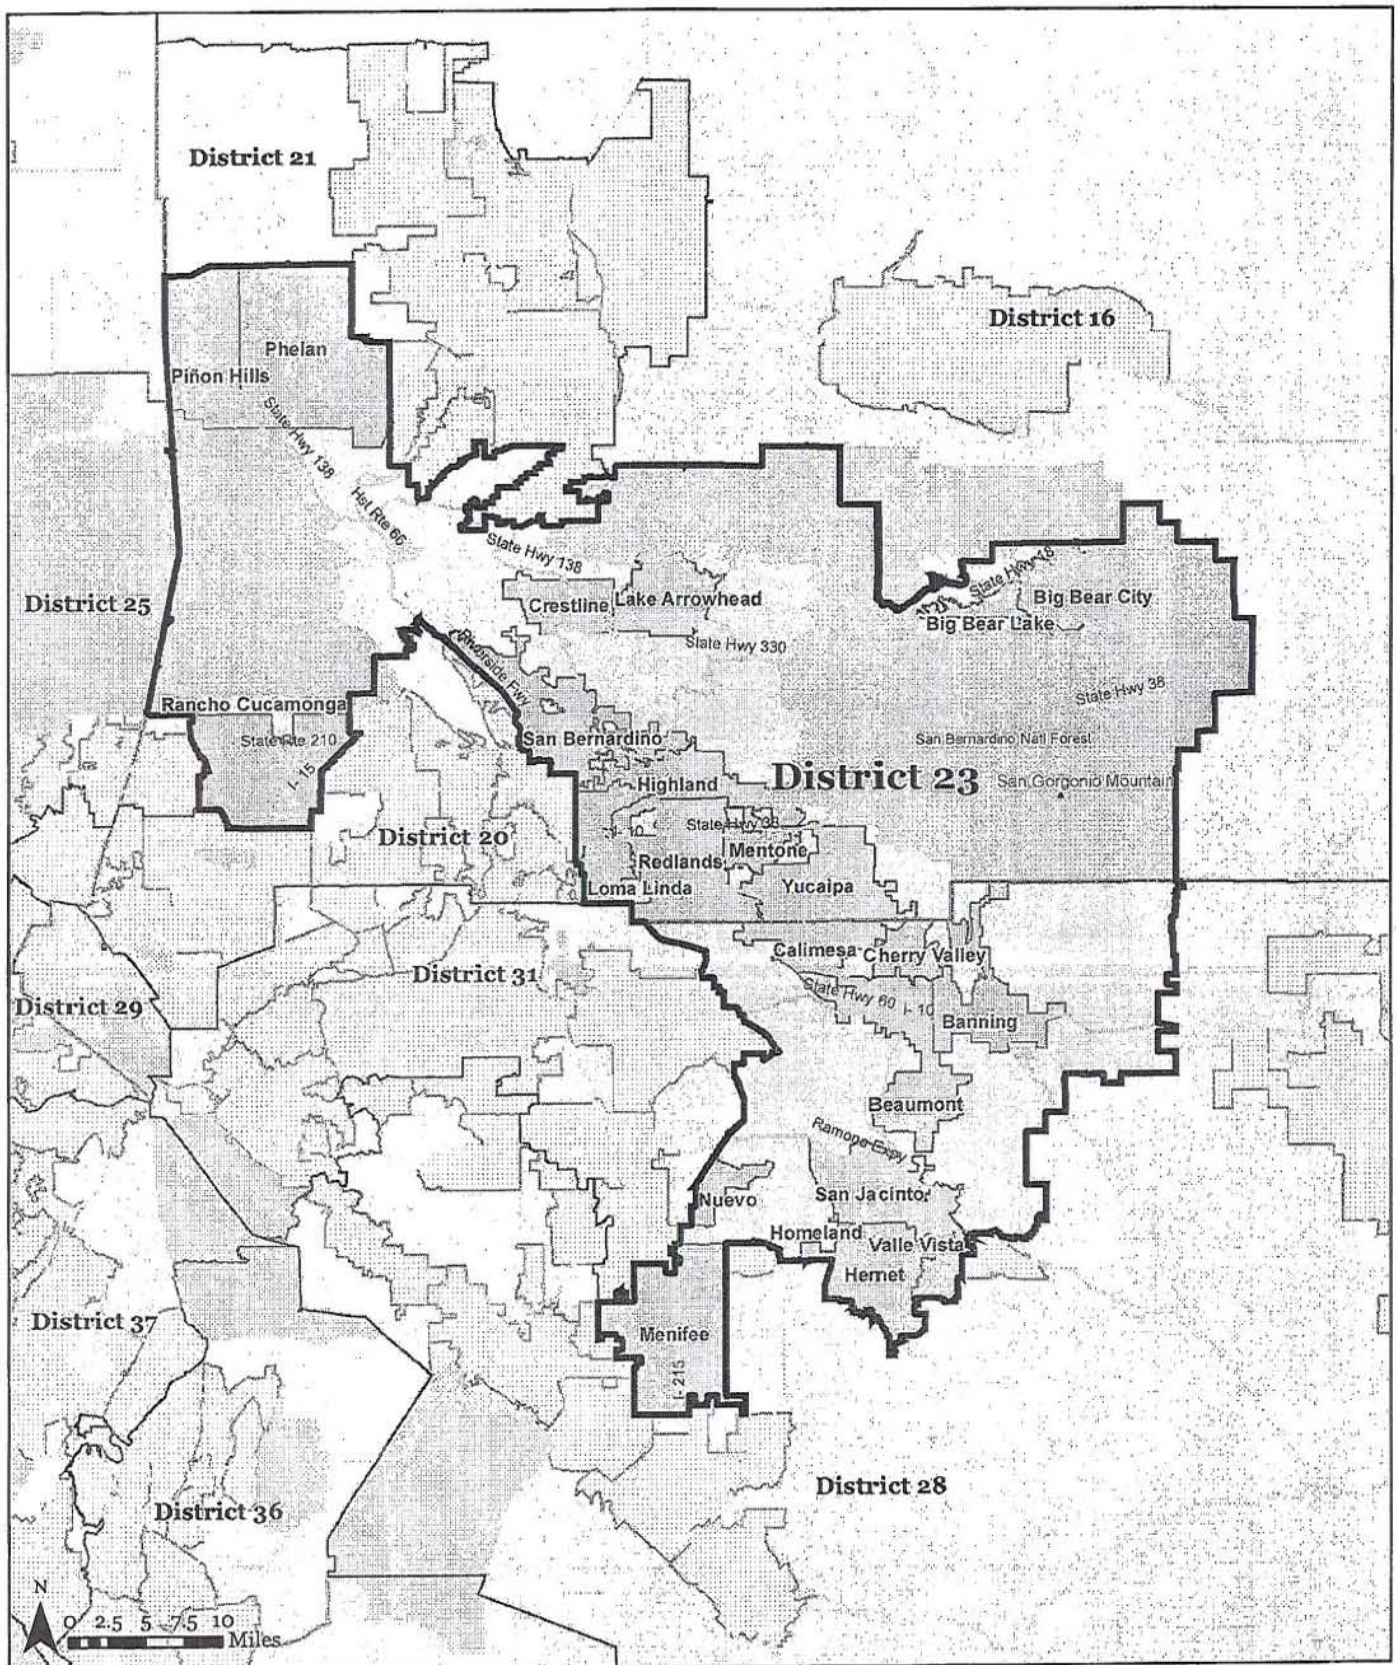 District 21
District 16
Phelan
Piñon Hills
State Hwy 138
Hst Rte 66
State Hwy 138
State Hwy 18
District 25
Crestline
Lake Arrowhead
Big Bear City
Big Bear Lake
State Hwy 330
Riverside Fwy
State Hwy 38
Rancho Cucamonga
State Rte 210
San Bernardino
San Bernardino Natl Forest
I- 15
Highland
District 23
San Gorgonio Mountain
State Hwy 38
District 20
Redlands
Mentone
Loma Linda
Yucaipa
Calimesa
Cherry Valley
District 31
State Hwy 60
I- 10
District 29
Banning
Beaumont
Ramona Expy
Nuevo
San Jacinto
Homeland
Valle Vista
Hemet
District 37
Menifee
I- 215
District 28
District 36
N
0 2.5 5 7.5 10
Miles